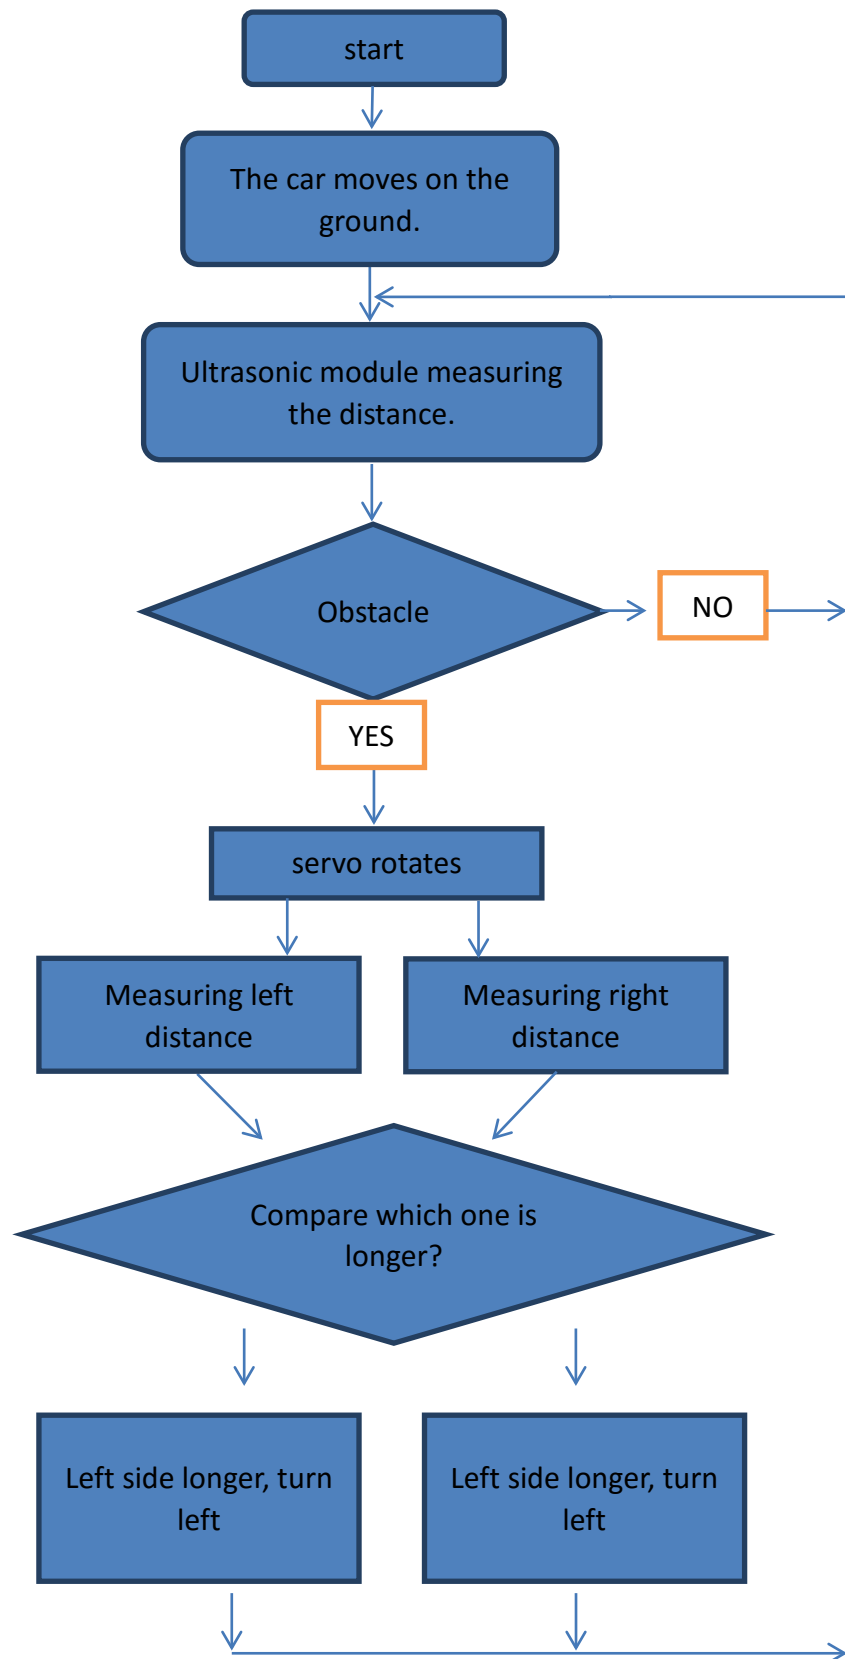 start
The car moves on the
ground.
Ultrasonic module measuring
the distance.
Obstacle
NO
YES
servo rotates
Measuring left
distance
Measuring right
distance
Compare which one is
longer?
Left side longer, turn
left
Left side longer, turn
left